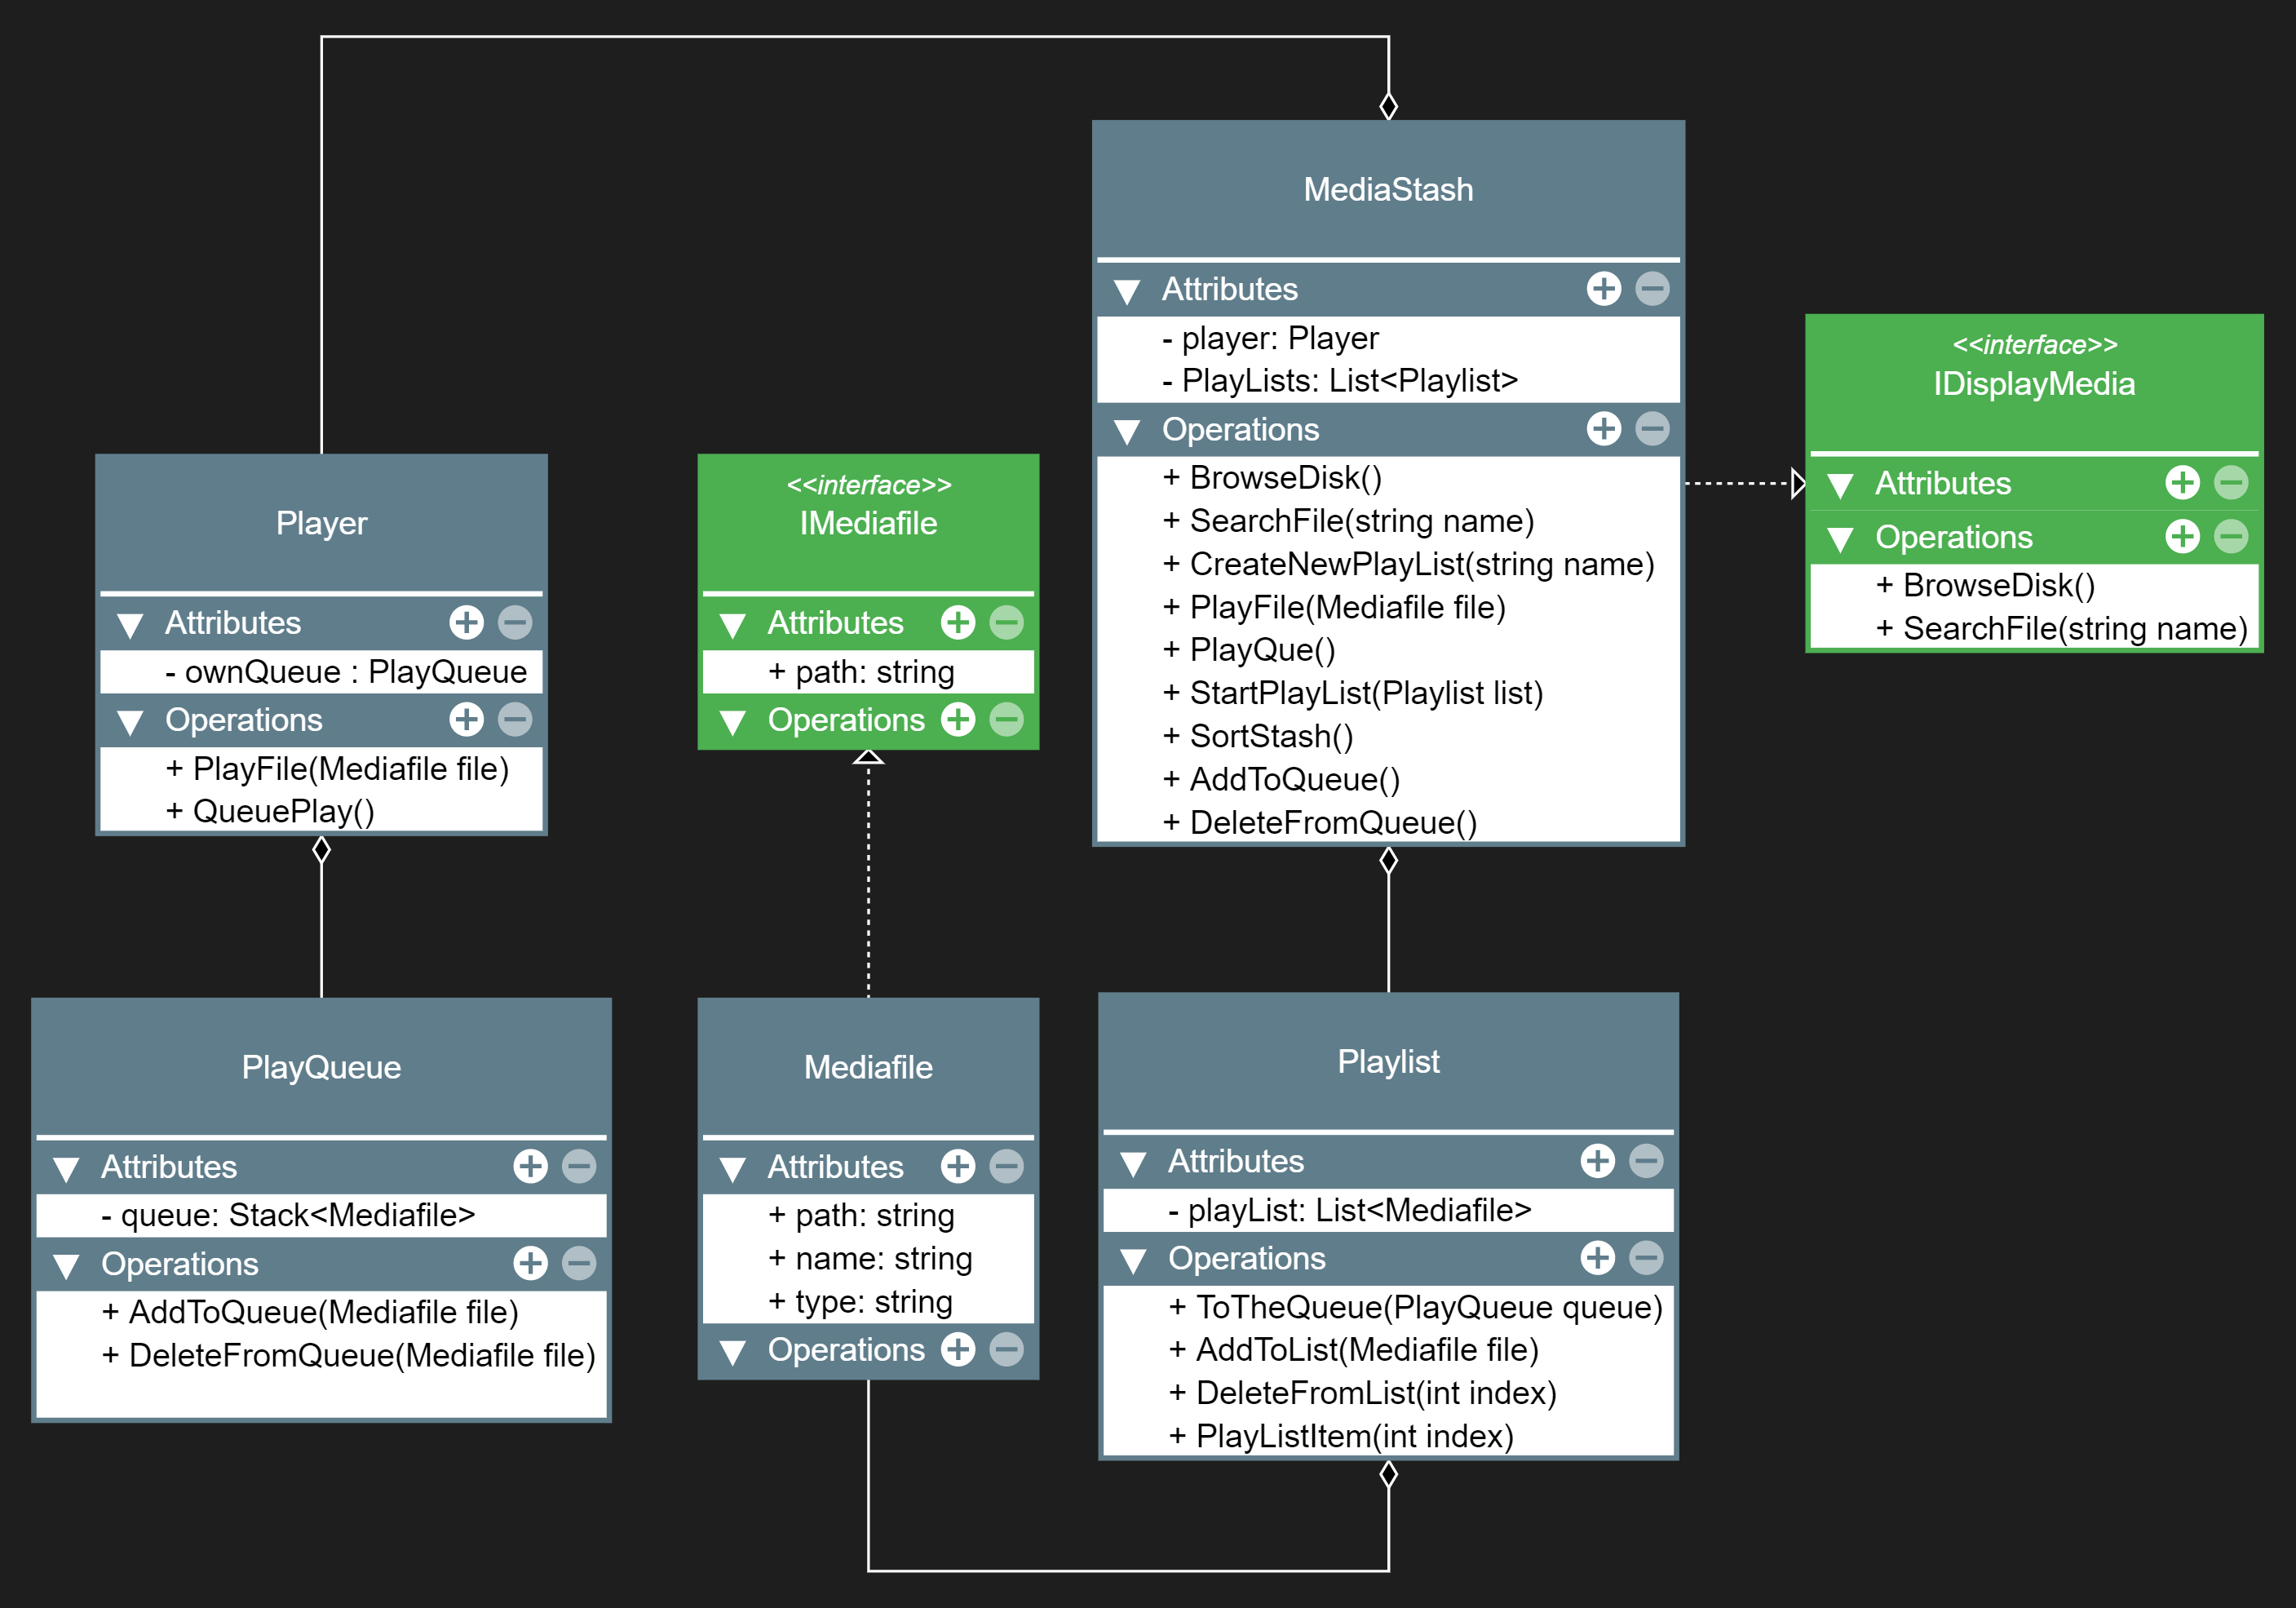 MediaStash
Attributes
- player: Player
- PlayLists: List<Playlist>
Operations
+ BrowseDisk()
+ SearchFile(string name)
+ CreateNewPlayList(string name)
+ PlayFile(Mediafile file)
+ PlayQue()
+ StartPlayList(Playlist list)
+ SortStash()
+ AddToQueue()
+ DeleteFromQueue()
<<interface>>
IDisplayMedia
Attributes
Operations
+ BrowseDisk()
+ SearchFile(string name)
Player
Attributes
- ownQueue : PlayQueue
Operations
+ PlayFile(Mediafile file)
+ QueuePlay()
<<interface>>
IMediafile
Attributes
+ path: string
Operations
PlayQueue
Attributes
- queue: Stack<Mediafile>
Operations
+ AddToQueue(Mediafile file)
+ DeleteFromQueue(Mediafile file)
Mediafile
Attributes
+ path: string
+ name: string
+ type: string
Operations
Playlist
Attributes
- playList: List<Mediafile>
Operations
+ ToTheQueue(PlayQueue queue)
+ AddToList(Mediafile file)
+ DeleteFromList(int index)
+ PlayListItem(int index)